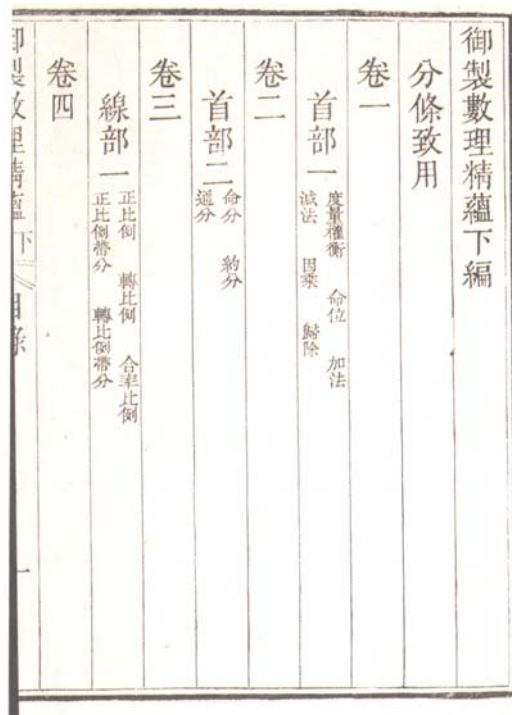 御製數理精蘊下編
分條致用
卷一
首部一
度量權衡 命位 加法
減法 因乘 歸除
卷二
首部二
命分 約分
通分
卷三
線部一
正比例 轉比例 合率比例
正比例帶分 轉比例帶分
卷四
御製數理精蘊下 目錄 一